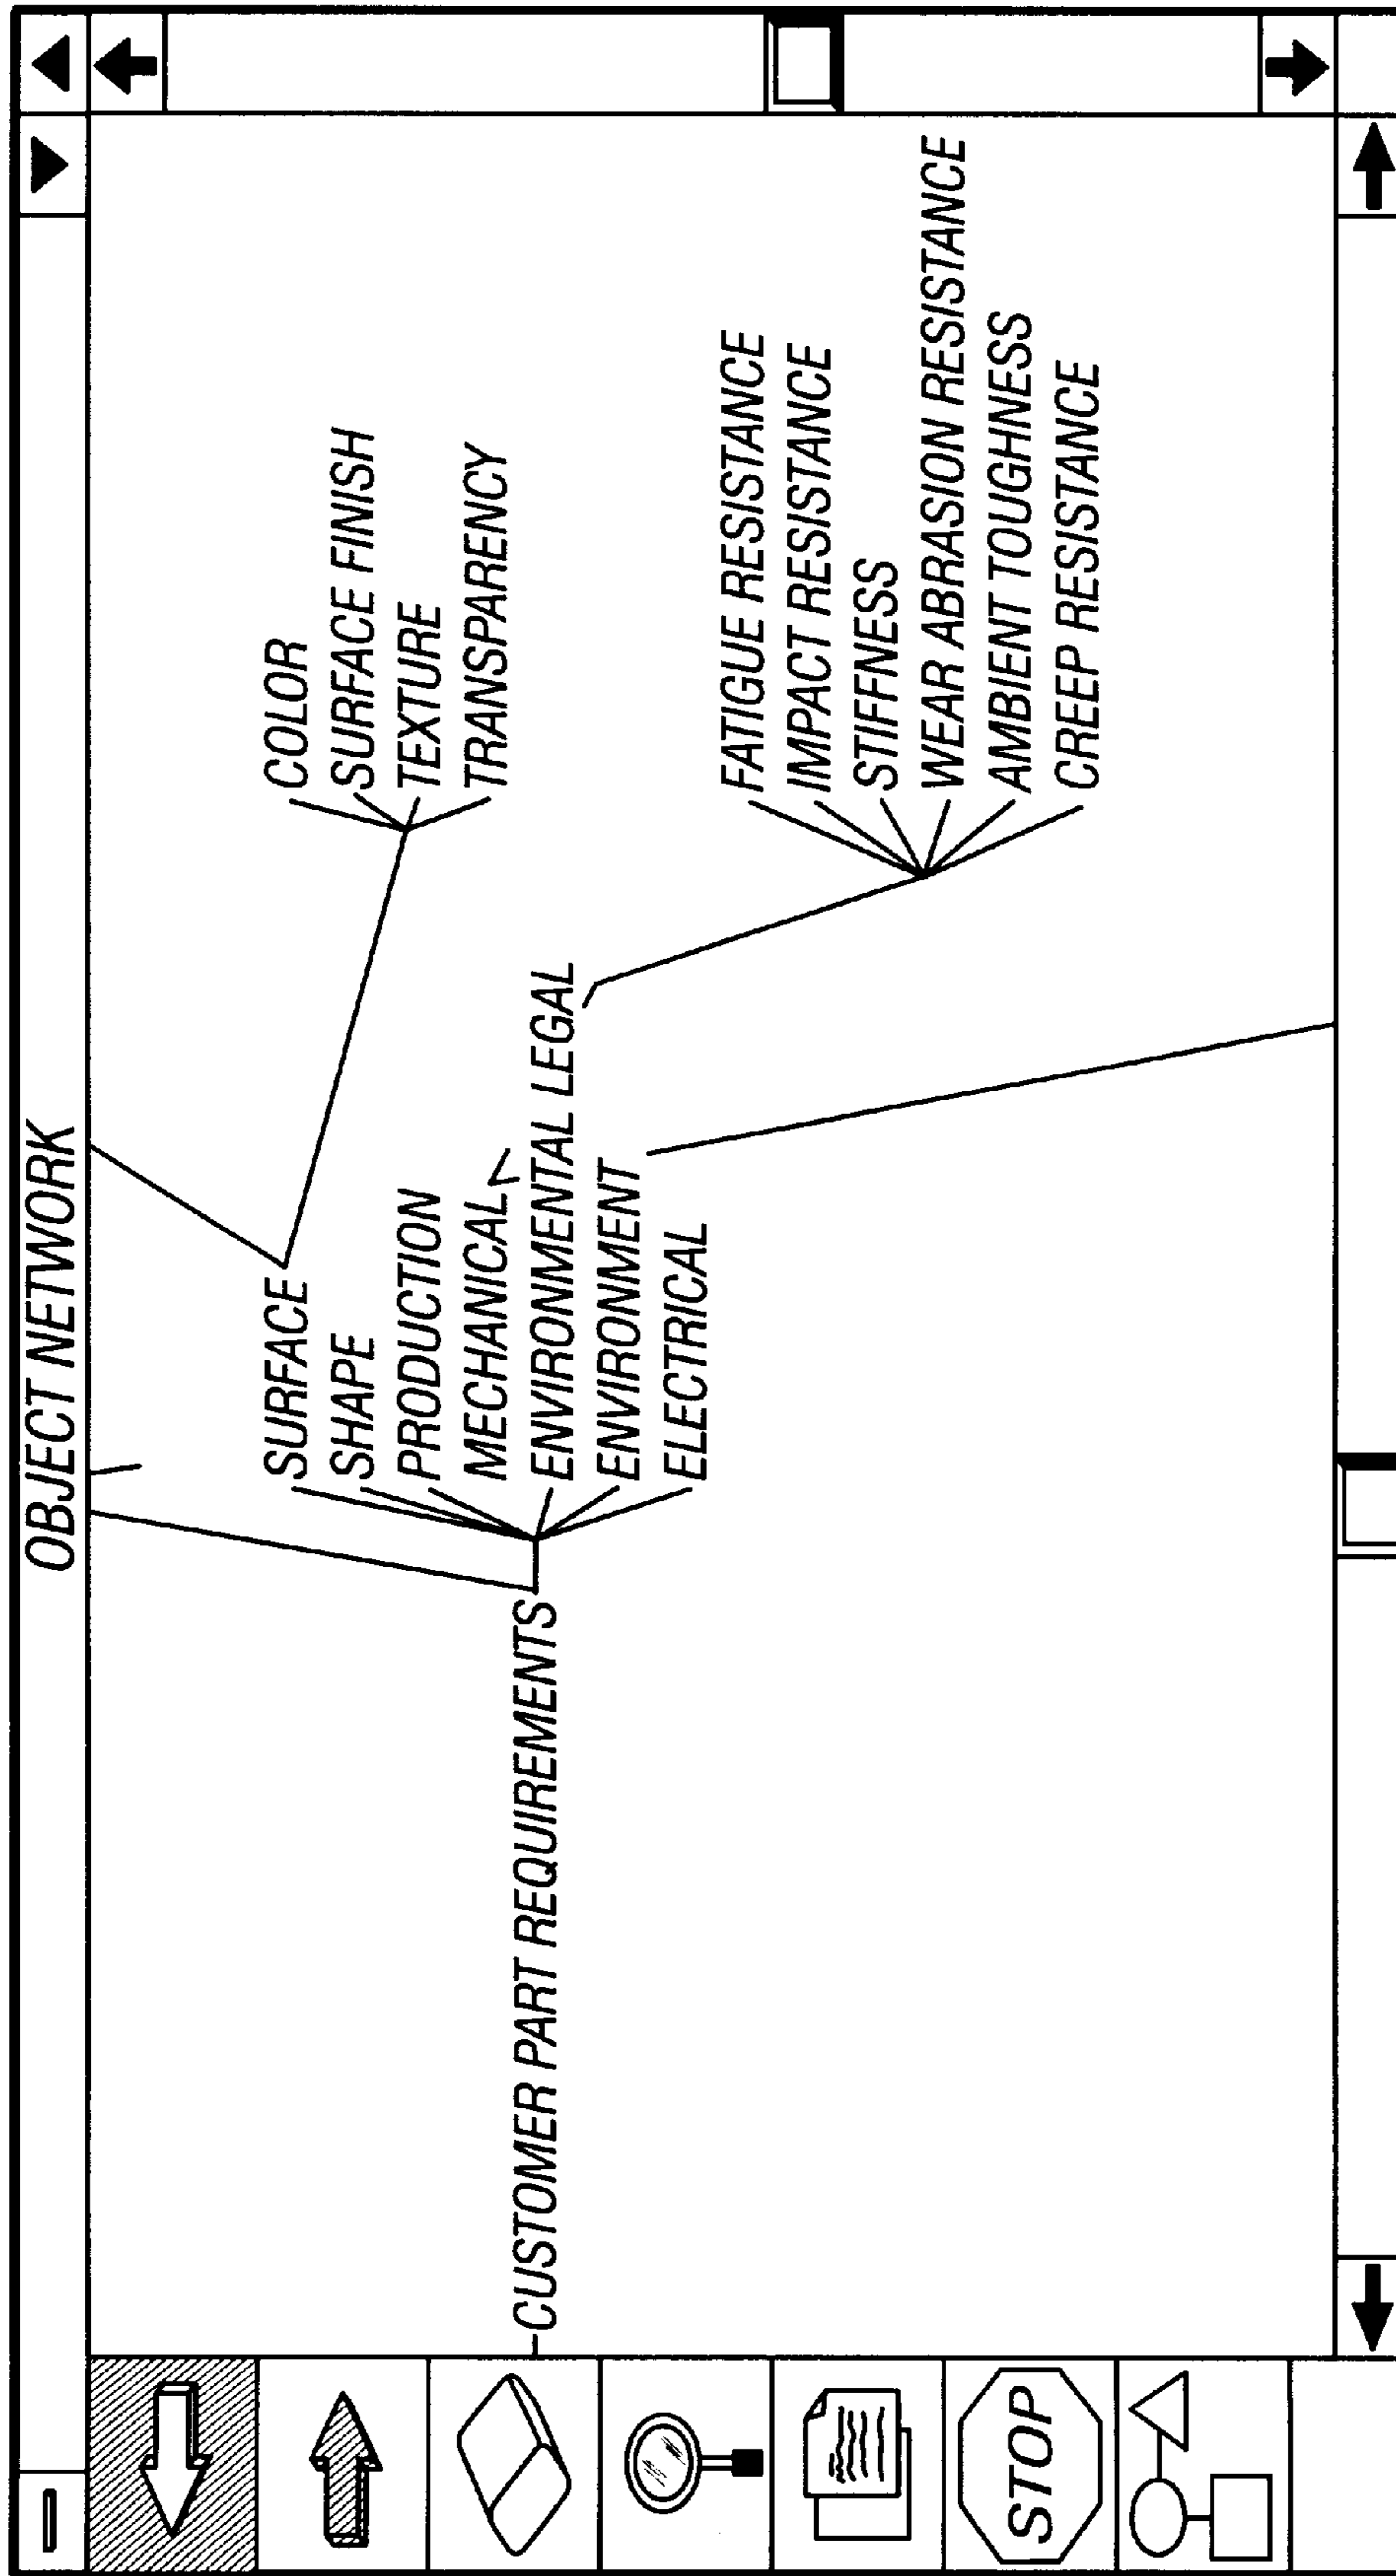 OBJECT NETWORK
COLOR
SURFACE FINISH
TEXTURE
TRANSPARENCY
SURFACE
SHAPE
PRODUCTION
MECHANICAL
ENVIRONMENTAL LEGAL
ENVIRONMENT
ELECTRICAL
CUSTOMER PART REQUIREMENTS
FATIGUE RESISTANCE
IMPACT RESISTANCE
STIFFNESS
WEAR ABRASION RESISTANCE
AMBIENT TOUGHNESS
CREEP RESISTANCE
STOP